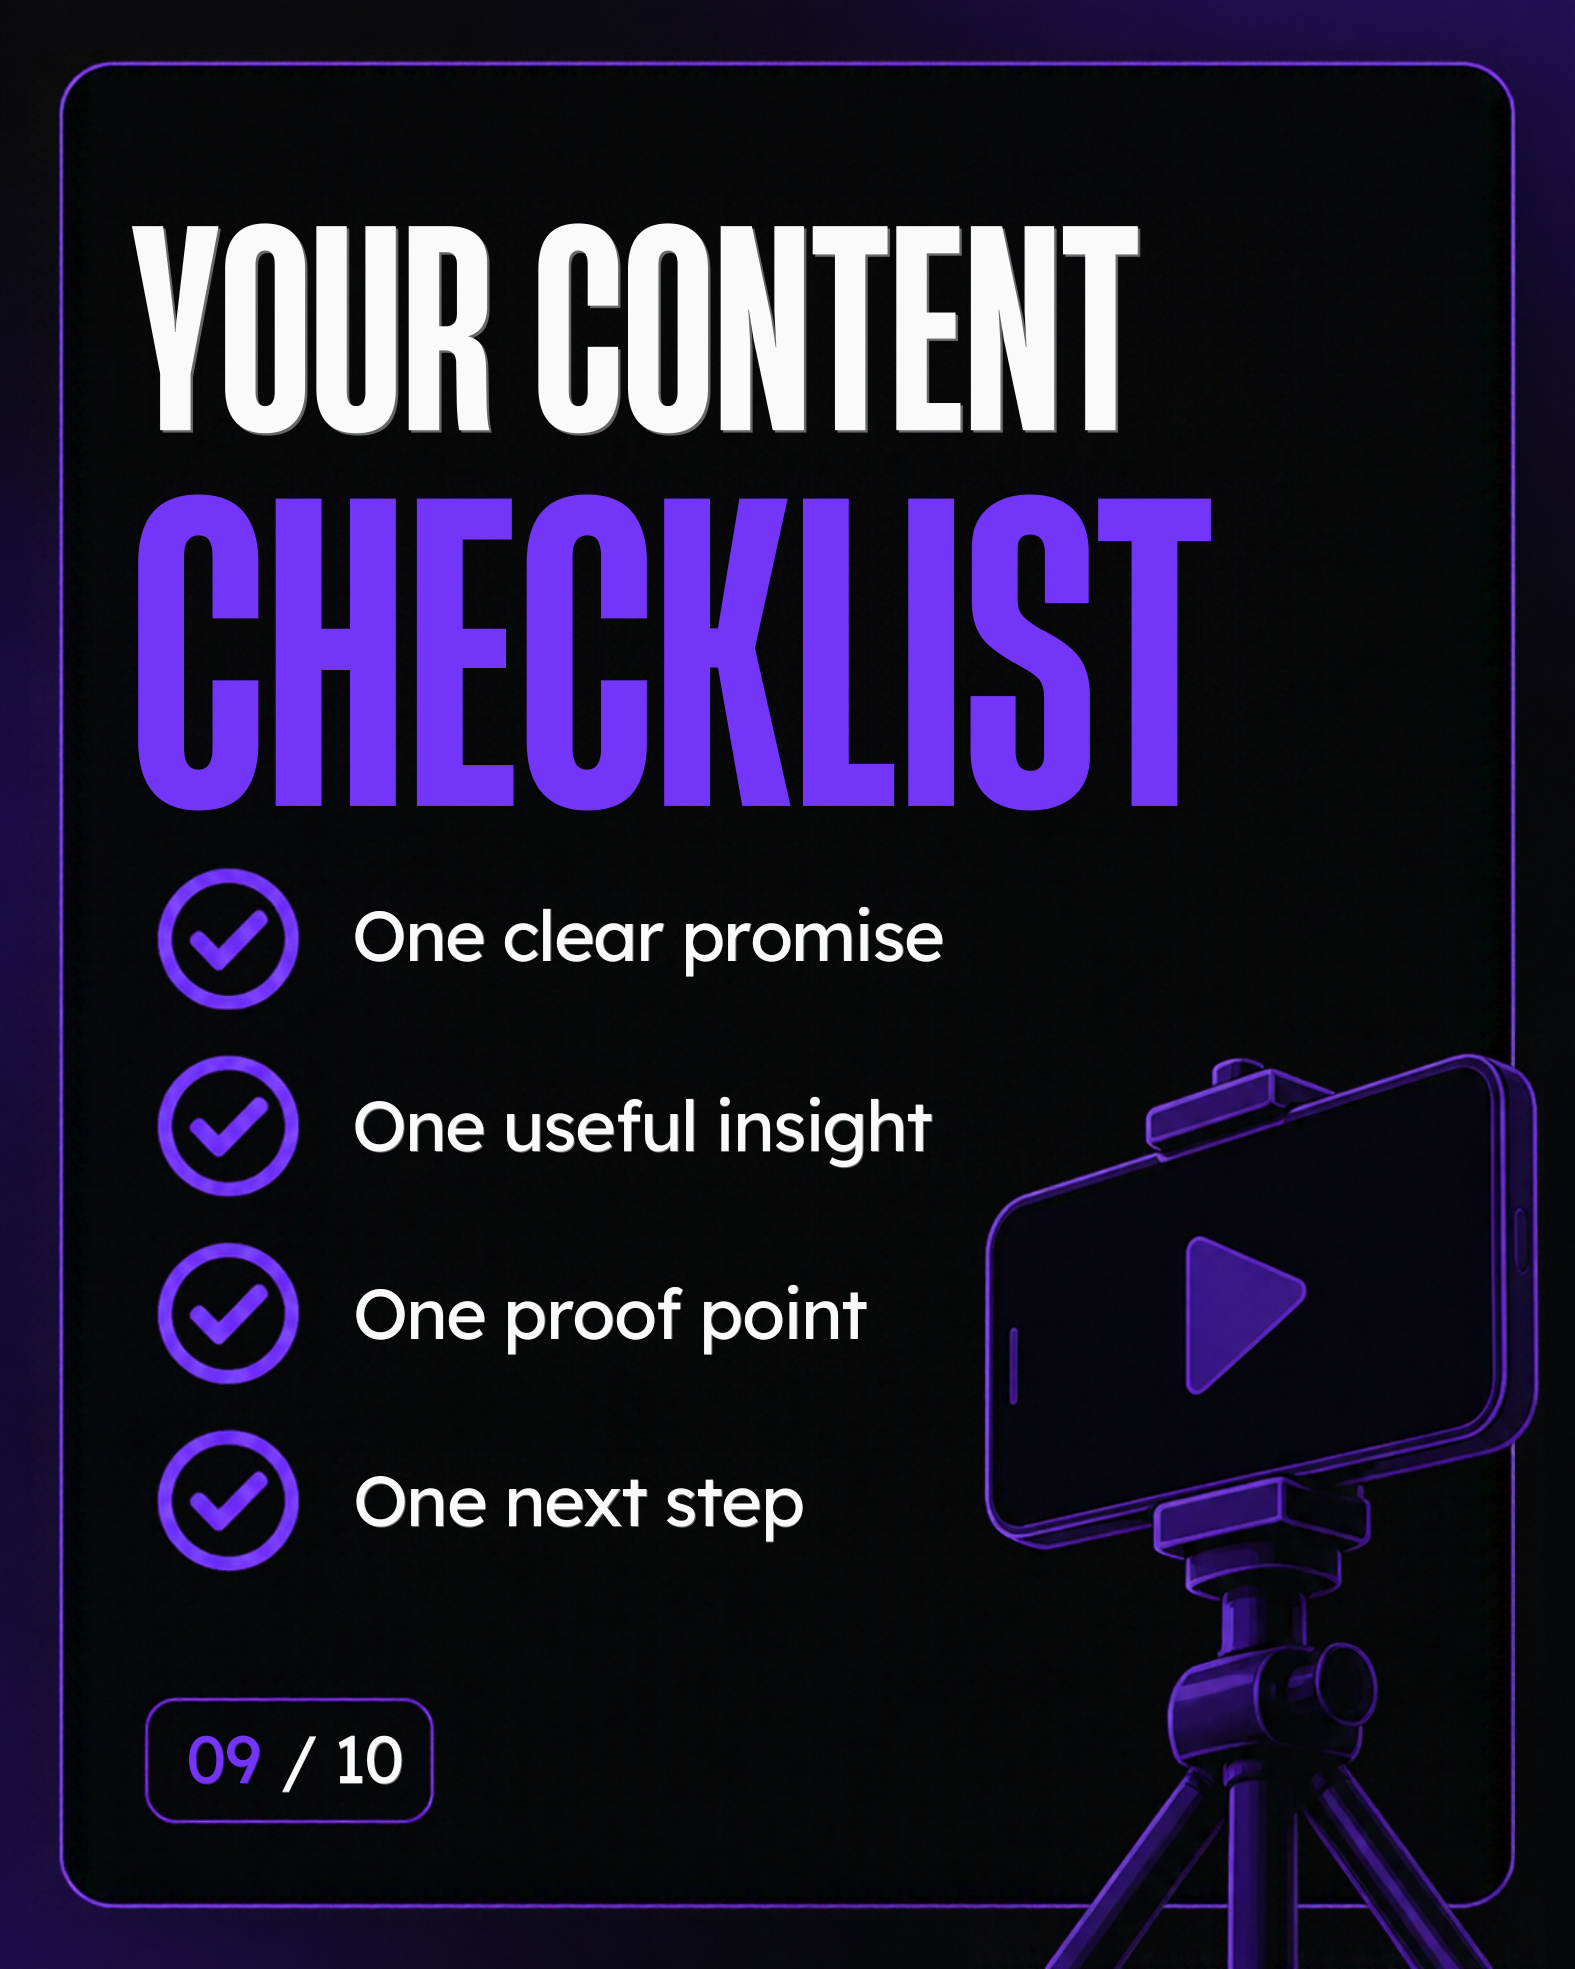 YOUR CONTENT
CHECKLIST
One clear promise
One useful insight
One proof point
One next step
09 / 10